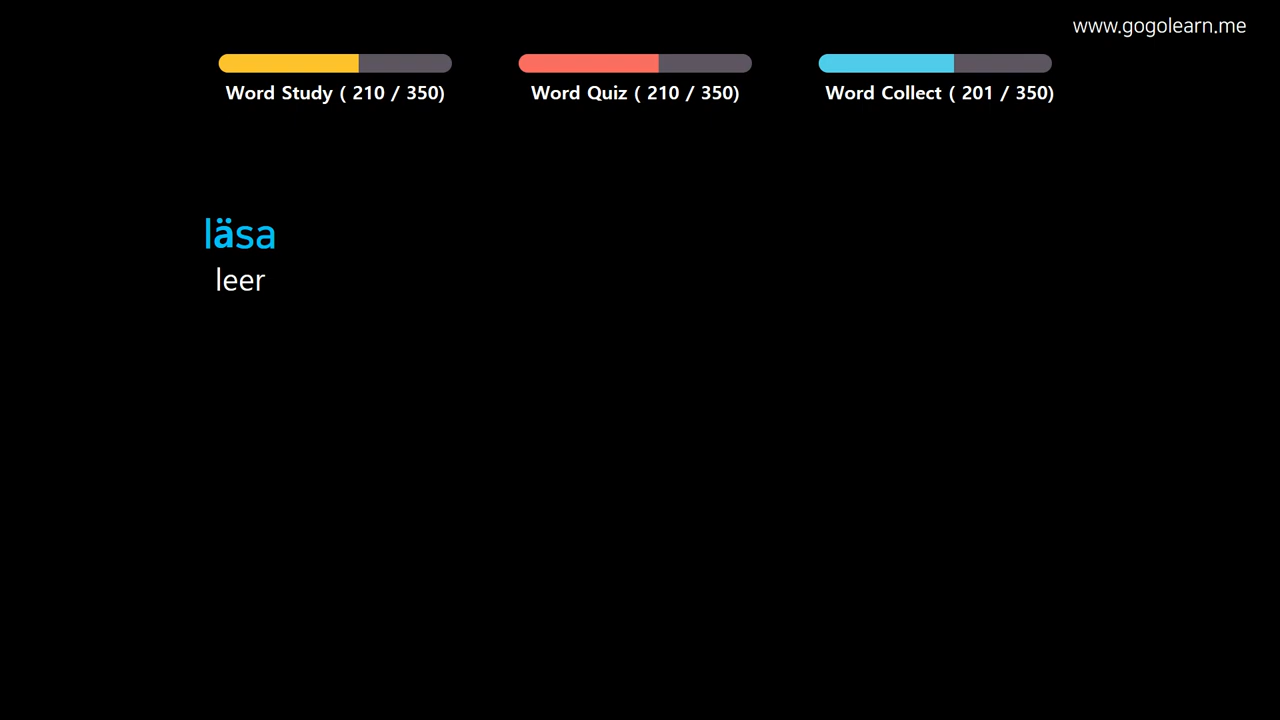 www.gogolearn.me
Word Study ( 210 / 350)
Word Quiz ( 210 / 350)
Word Collect ( 201 / 350)
läsa
leer